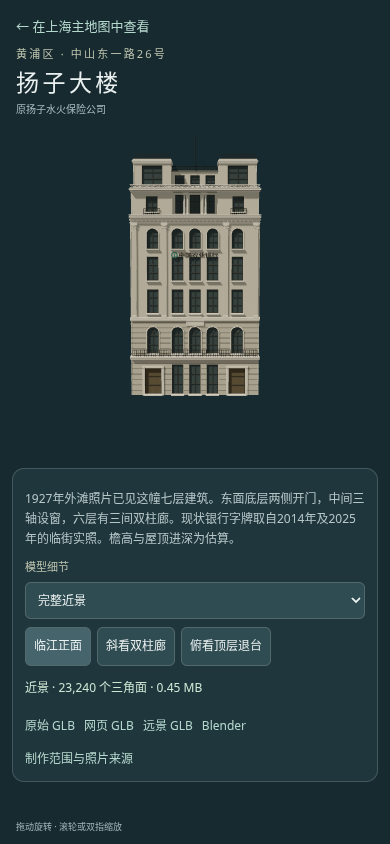 ← 在上海主地图中查看
黄浦区 · 中山东一路26号
扬子大楼
原扬子水火保险公司
1927年外滩照片已见这幢七层建筑。东面底层两侧开门，中间三
轴设窗，六层有三间双柱廊。现状银行字牌取自2014年及2025
年的临街实照。檐高与屋顶进深为估算。
模型细节
完整近景
临江正面 斜看双柱廊 俯看顶层退台
近景 · 23,240 个三角面 · 0.45 MB
原始 GLB 网页 GLB 远景 GLB Blender
制作范围与照片来源
拖动旋转 · 滚轮或双指缩放